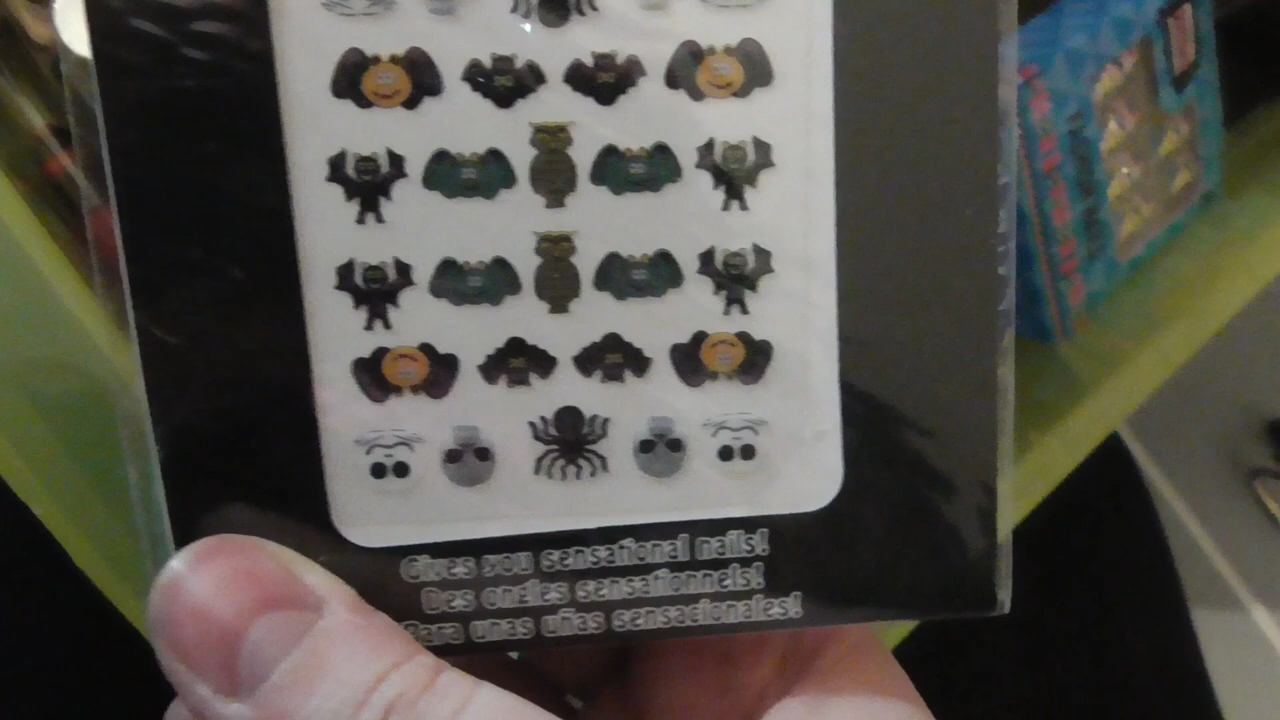 Gives you sensational nails!
Des ongles sensationnels!
Para unas uñas sensacionales!